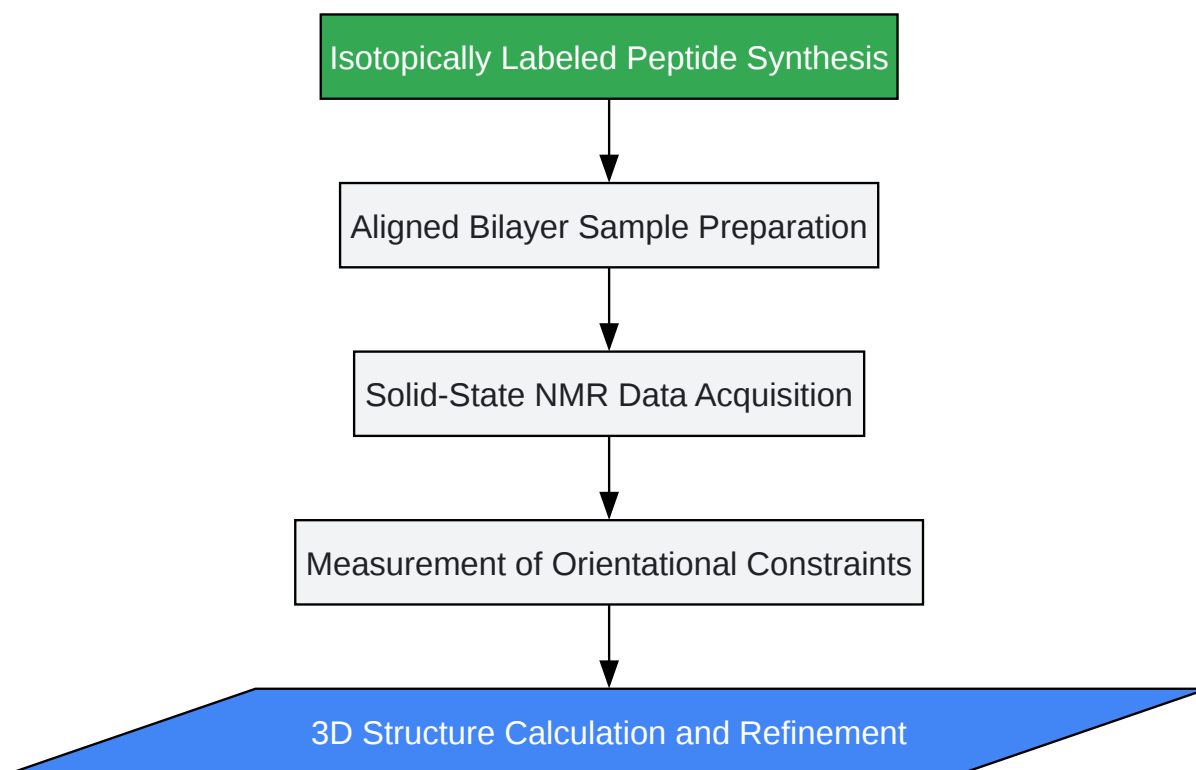 Isotopically Labeled Peptide Synthesis
Aligned Bilayer Sample Preparation
Solid-State NMR Data Acquisition
Measurement of Orientational Constraints
3D Structure Calculation and Refinement